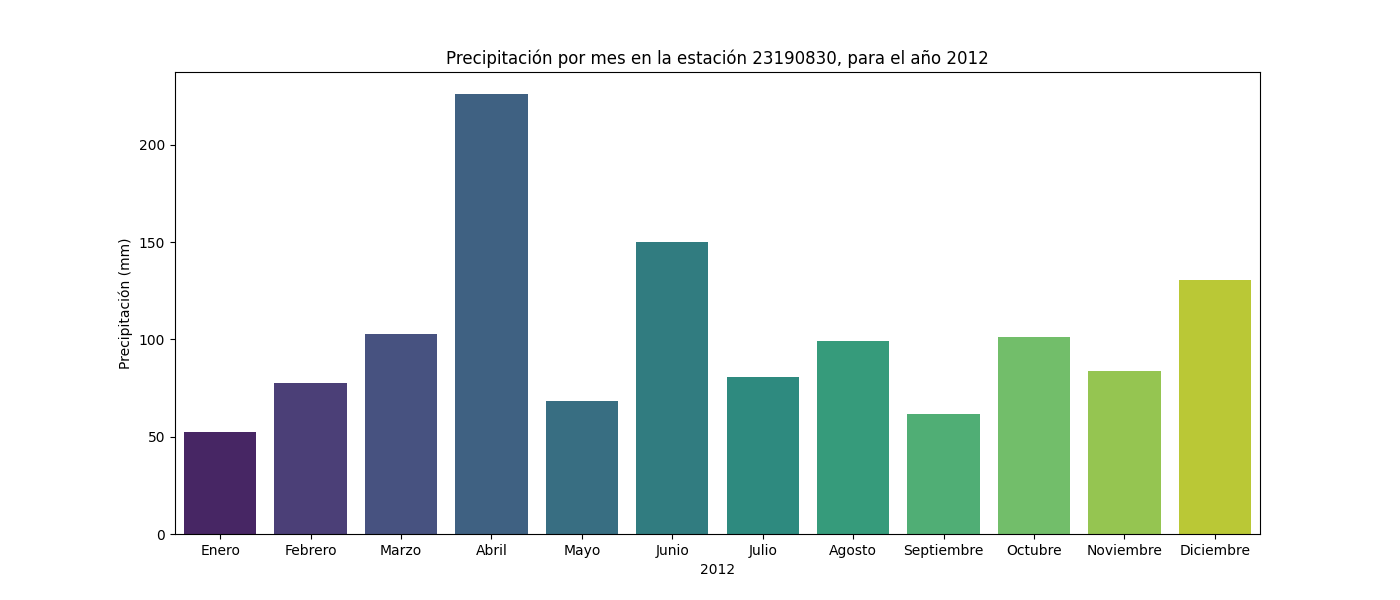 Precipitación por mes en la estación 23190830, para el año 2012
Precipitación (mm)
200
150
100
50
0
Enero Febrero Marzo Abril Mayo Junio Julio Agosto Septiembre Octubre Noviembre Diciembre
2012